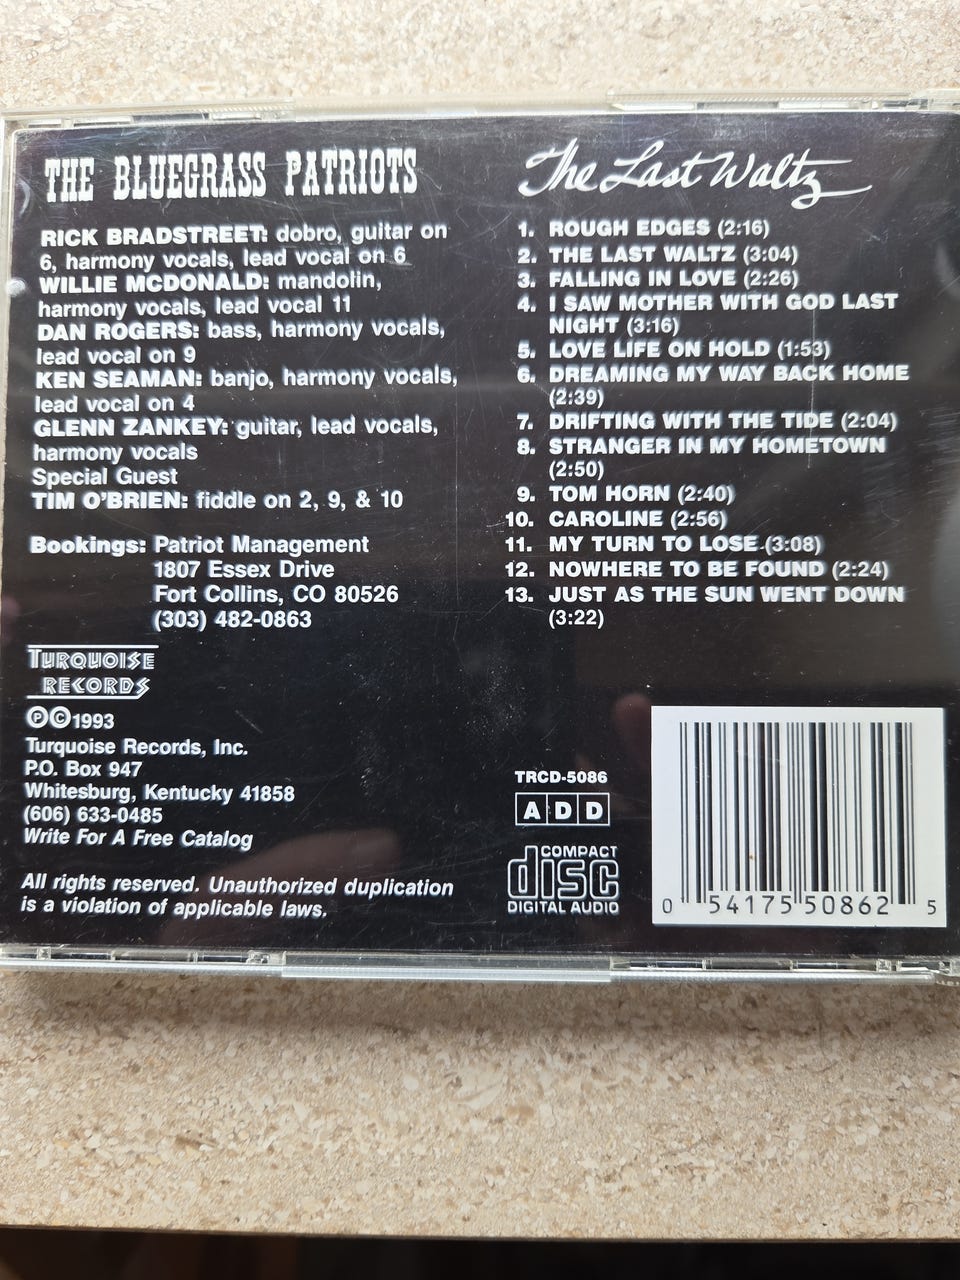 THE BLUEGRASS PATRIOTS
RICK BRADSTREET: dobro, guitar on
6, harmony vocals, lead vocal on 6
WILLIE MCDONALD: mandolin,
harmony vocals, lead vocal 11
DAN ROGERS: bass, harmony vocals,
lead vocal on 9
KEN SEAMAN: banjo, harmony vocals,
lead vocal on 4
GLENN ZANKEY: guitar, lead vocals,
harmony vocals
Special Guest
TIM O'BRIEN: fiddle on 2, 9, & 10
Bookings: Patriot Management
1807 Essex Drive
Fort Collins, CO 80526
(303) 482-0863
TURQUOISE
RECORDS
℗©1993
Turquoise Records, Inc.
P.O. Box 947
Whitesburg, Kentucky 41858
(606) 633-0485
Write For A Free Catalog
All rights reserved. Unauthorized duplication
is a violation of applicable laws.
The Last Waltz
1. ROUGH EDGES (2:16)
2. THE LAST WALTZ (3:04)
3. FALLING IN LOVE (2:26)
4. I SAW MOTHER WITH GOD LAST
NIGHT (3:16)
5. LOVE LIFE ON HOLD (1:53)
6. DREAMING MY WAY BACK HOME
(2:39)
7. DRIFTING WITH THE TIDE (2:04)
8. STRANGER IN MY HOMETOWN
(2:50)
9. TOM HORN (2:40)
10. CAROLINE (2:56)
11. MY TURN TO LOSE (3:08)
12. NOWHERE TO BE FOUND (2:24)
13. JUST AS THE SUN WENT DOWN
(3:22)
TRCD-5086
ADD
COMPACT
disc
DIGITAL AUDIO
0 54175 50862 5